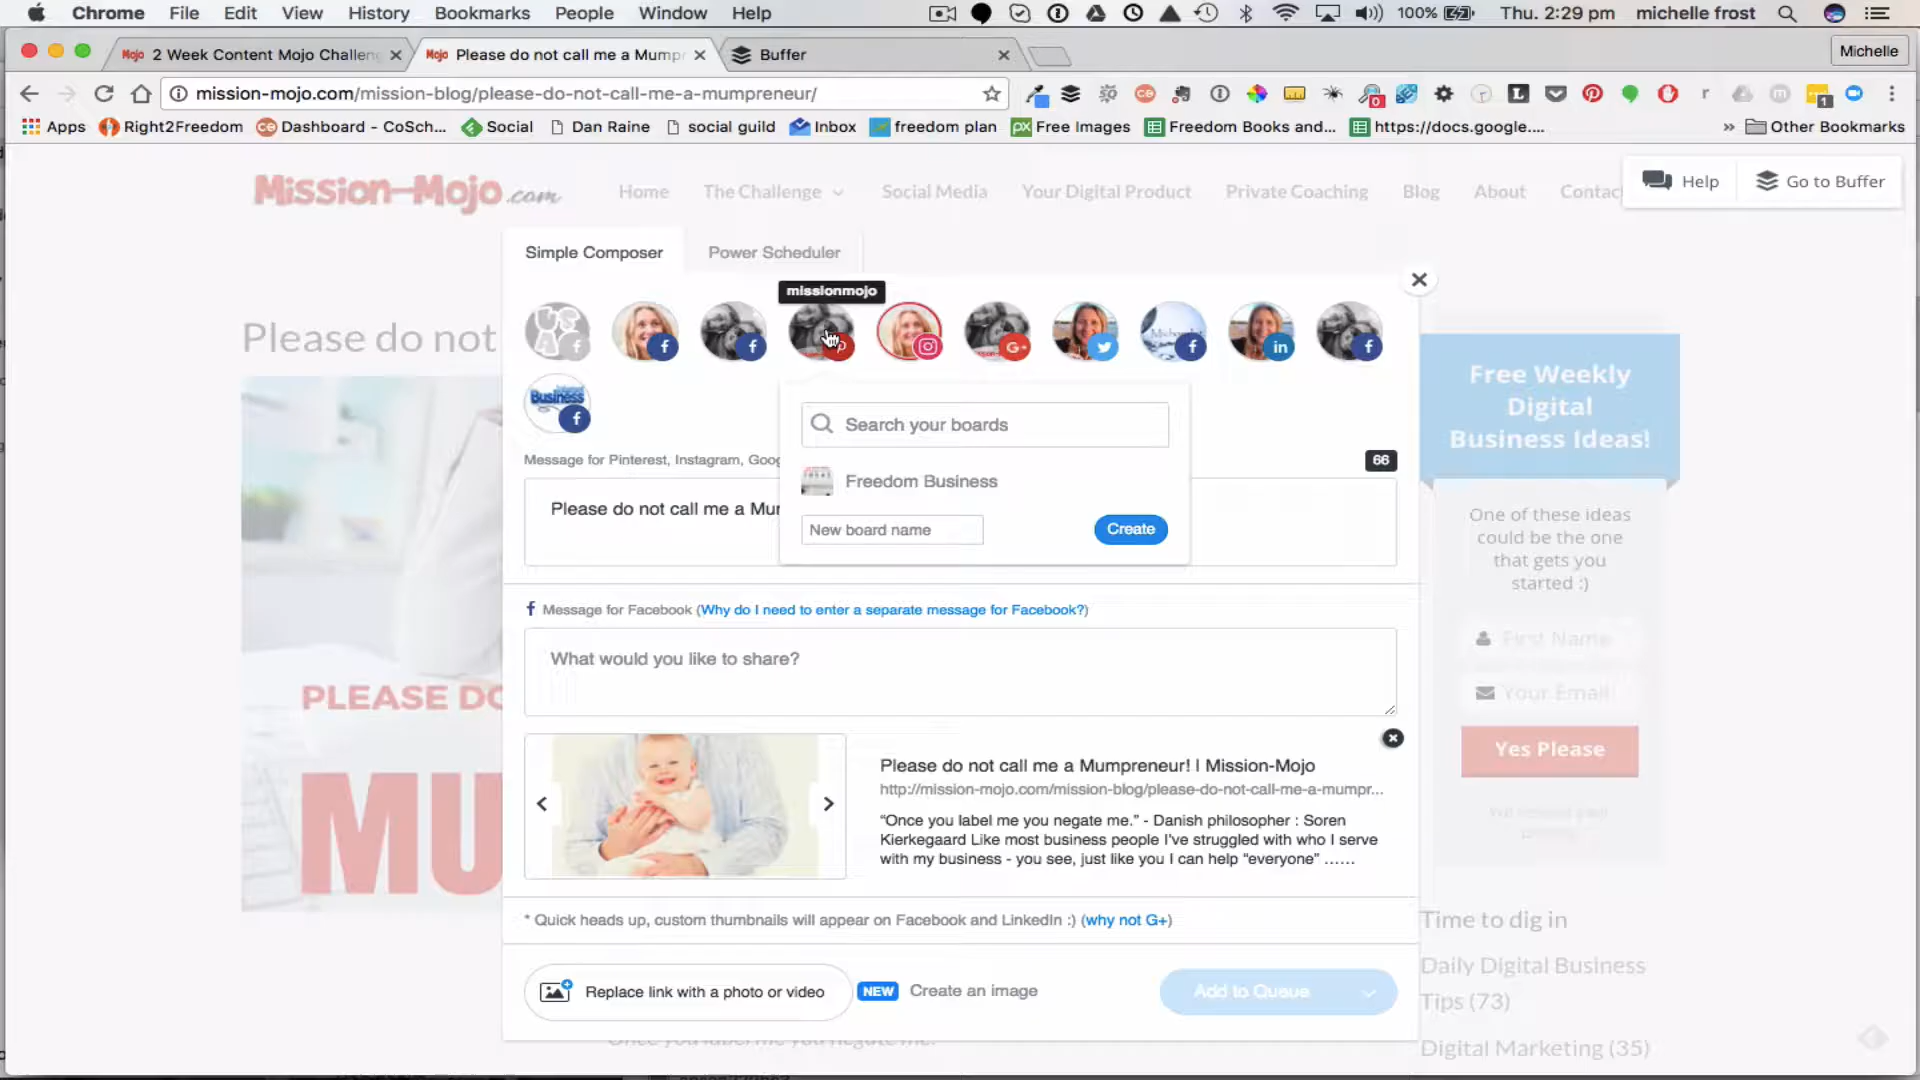 Chrome File Edit View History Bookmarks People Window Help 100% Thu. 2:29 pm michelle frost
Mojo 2 Week Content Mojo Challen
Mojo Please do not call me a Mump
Buffer
Michelle
mission-mojo.com/mission-blog/please-do-not-call-me-a-mumpreneur/
Apps Right2Freedom Dashboard - CoSch... Social Dan Raine social guild Inbox freedom plan Free Images Freedom Books and... https://docs.google.... » Other Bookmarks
Mission-Mojo.com
Home The Challenge Social Media Your Digital Product Private Coaching Blog About Contac
Help Go to Buffer
Simple Composer Power Scheduler
missionmojo
Please do not
Search your boards
Message for Pinterest, Instagram, Goog
66
Freedom Business
Please do not call me a Mum
New board name Create
Message for Facebook (Why do I need to enter a separate message for Facebook?)
What would you like to share?
PLEASE DO
MU
Please do not call me a Mumpreneur! | Mission-Mojo
http://mission-mojo.com/mission-blog/please-do-not-call-me-a-mumpr...
“Once you label me you negate me.” - Danish philosopher : Soren
Kierkegaard Like most business people I've struggled with who I serve
with my business - you see, just like you I can help “everyone” ......
* Quick heads up, custom thumbnails will appear on Facebook and LinkedIn :) (why not G+)
Replace link with a photo or video NEW Create an image Add to Queue
Once you label me you negate me.
Free Weekly
Digital
Business Ideas!
One of these ideas
could be the one
that gets you
started :)
First Name
Your Email
Yes Please
Time to dig in
Daily Digital Business
Tips (73)
Digital Marketing (35)